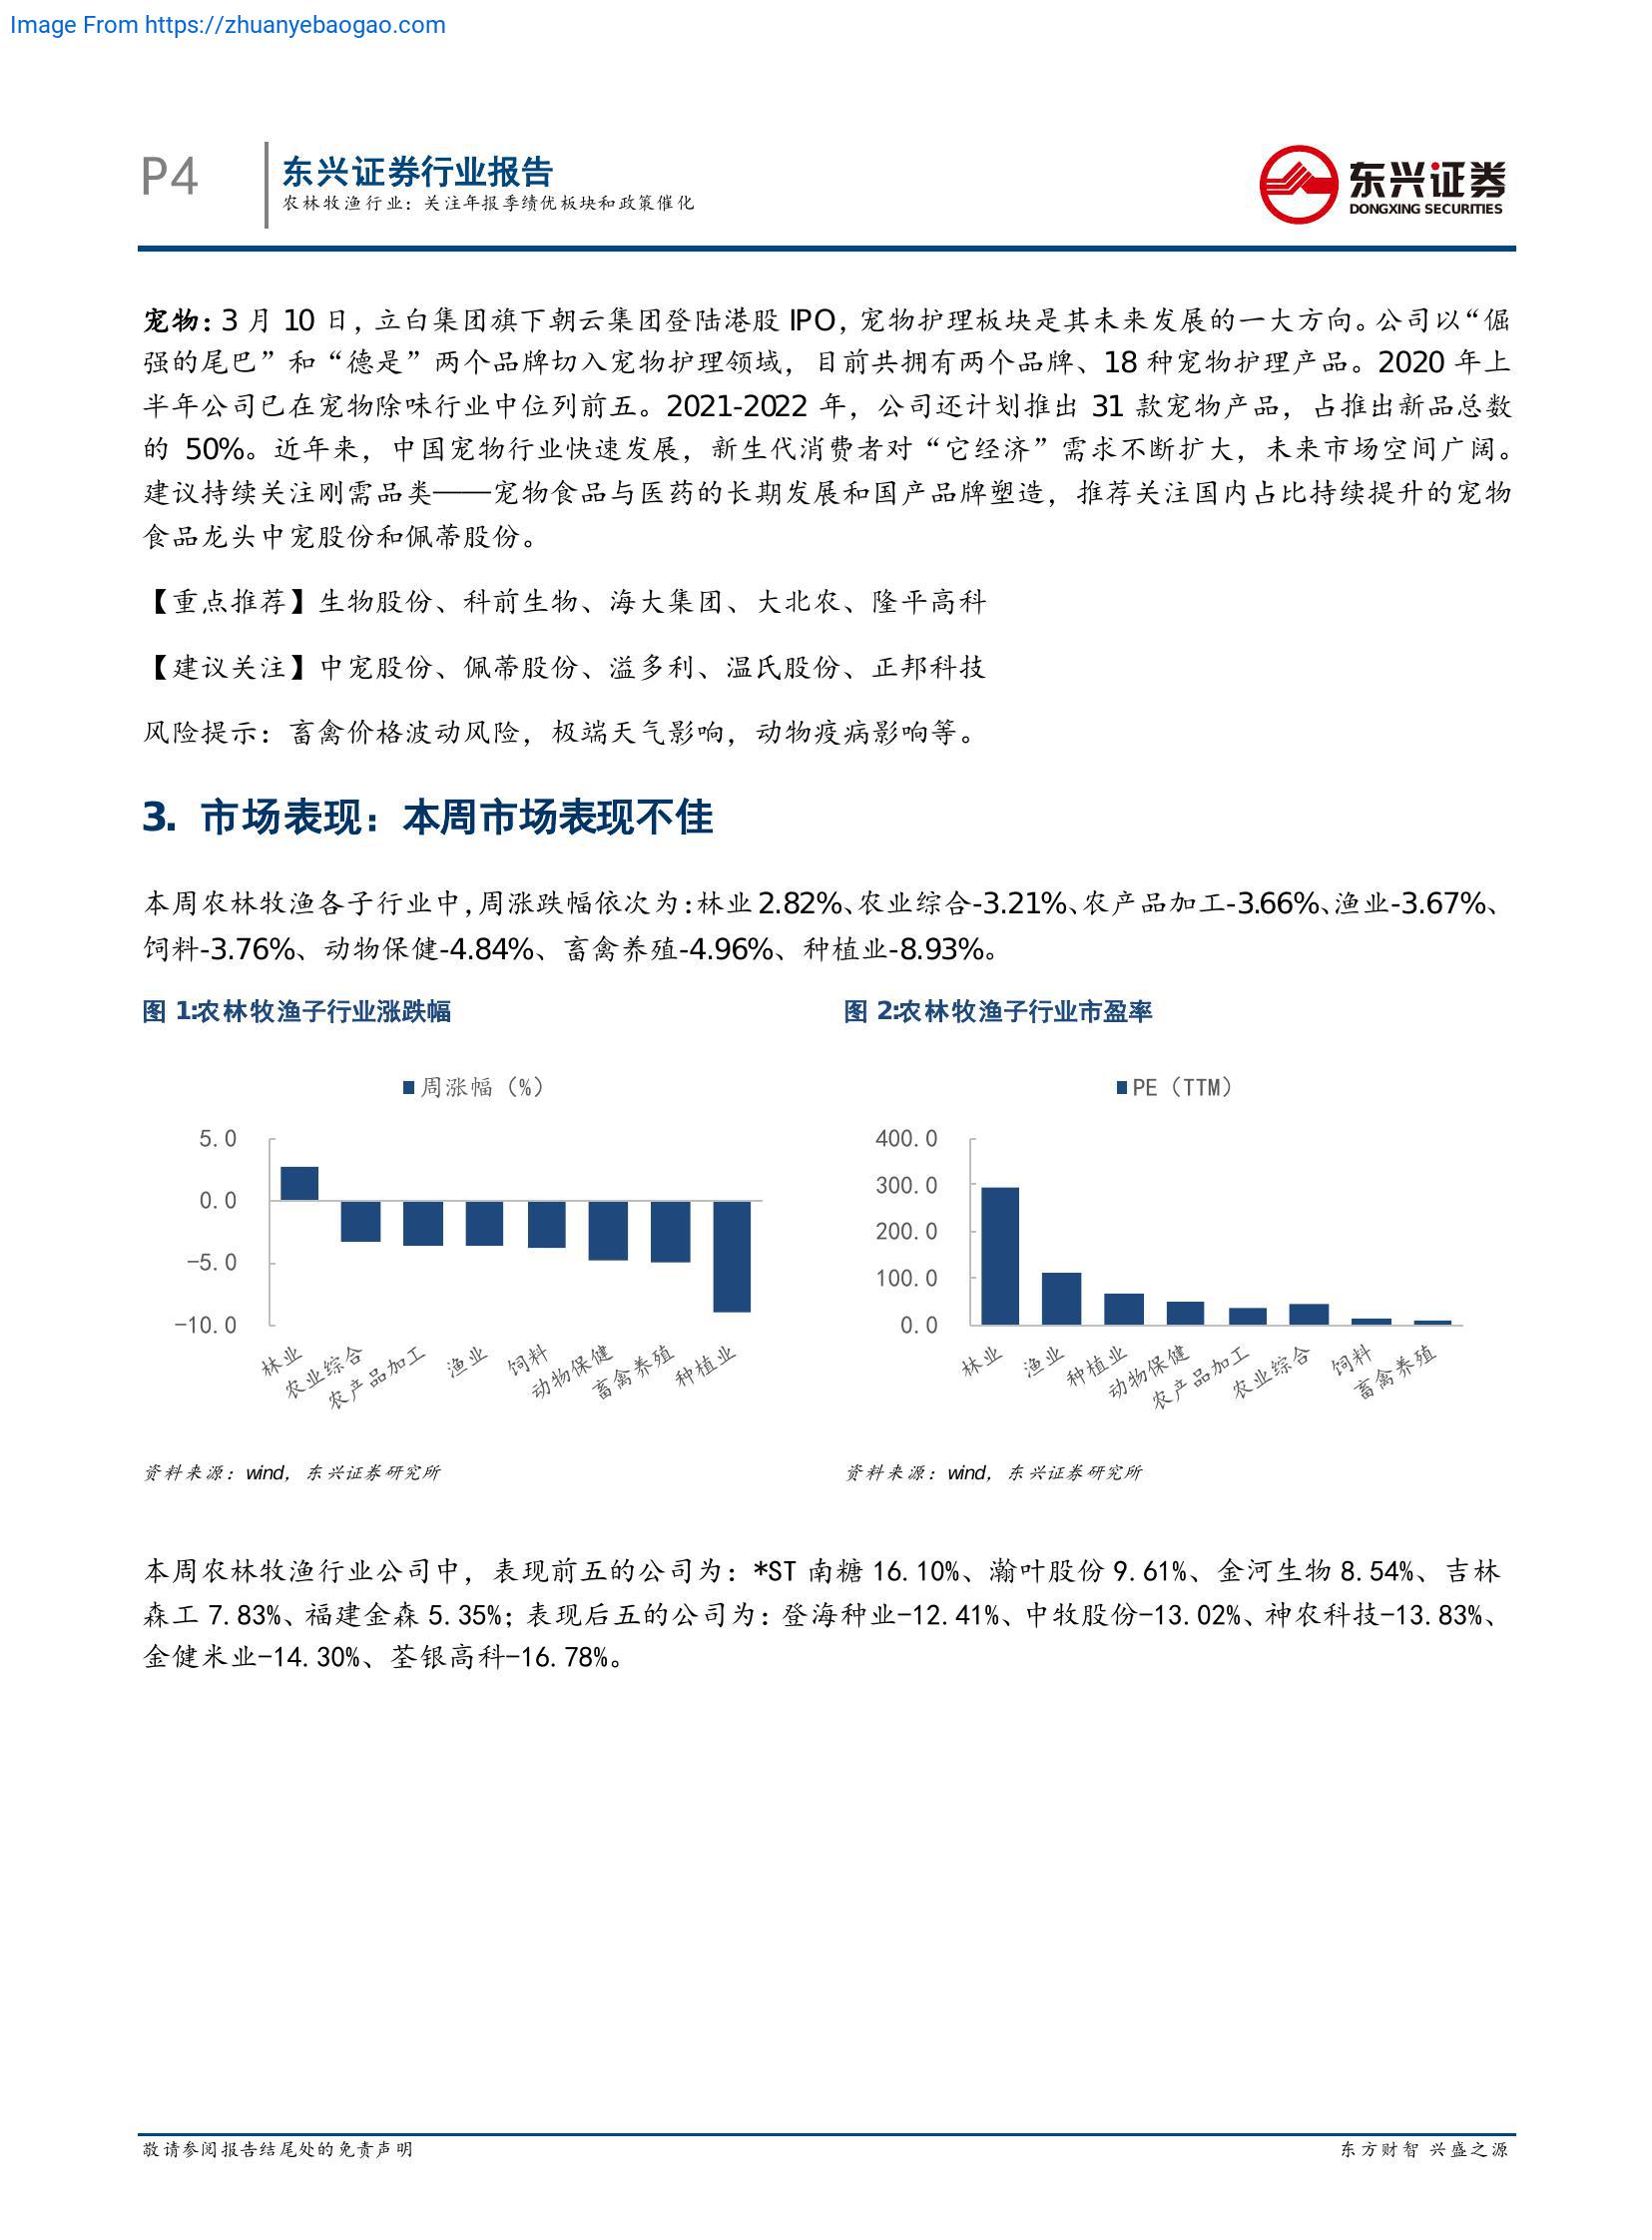 Image From https://zhuanyebaogao.com
P4
东兴证券行业报告
农林牧渔行业：关注年报季绩优板块和政策催化
东兴证券
DONGXING SECURITIES
宠物：3 月 10 日，立白集团旗下朝云集团登陆港股 IPO，宠物护理板块是其未来发展的一大方向。公司以“倔
强的尾巴”和“德是”两个品牌切入宠物护理领域，目前共拥有两个品牌、18 种宠物护理产品。2020 年上
半年公司已在宠物除味行业中位列前五。2021-2022 年，公司还计划推出 31 款宠物产品，占推出新品总数
的 50%。近年来，中国宠物行业快速发展，新生代消费者对“它经济”需求不断扩大，未来市场空间广阔。
建议持续关注刚需品类——宠物食品与医药的长期发展和国产品牌塑造，推荐关注国内占比持续提升的宠物
食品龙头中宠股份和佩蒂股份。
【重点推荐】生物股份、科前生物、海大集团、大北农、隆平高科
【建议关注】中宠股份、佩蒂股份、溢多利、温氏股份、正邦科技
风险提示：畜禽价格波动风险，极端天气影响，动物疫病影响等。
3. 市场表现：本周市场表现不佳
本周农林牧渔各子行业中，周涨跌幅依次为：林业 2.82%、农业综合-3.21%、农产品加工-3.66%、渔业-3.67%、
饲料-3.76%、动物保健-4.84%、畜禽养殖-4.96%、种植业-8.93%。
图 1:农林牧渔子行业涨跌幅
周涨幅（%）
5.0
0.0
-5.0
-10.0
林业
农业综合
农产品加工
渔业
饲料
动物保健
畜禽养殖
种植业
资料来源：wind，东兴证券研究所
图 2:农林牧渔子行业市盈率
PE（TTM）
400.0
300.0
200.0
100.0
0.0
林业
渔业
种植业
动物保健
农产品加工
农业综合
饲料
畜禽养殖
资料来源：wind，东兴证券研究所
本周农林牧渔行业公司中，表现前五的公司为：*ST 南糖 16.10%、瀚叶股份 9.61%、金河生物 8.54%、吉林
森工 7.83%、福建金森 5.35%；表现后五的公司为：登海种业-12.41%、中牧股份-13.02%、神农科技-13.83%、
金健米业-14.30%、荃银高科-16.78%。
敬请参阅报告结尾处的免责声明
东方财智 兴盛之源